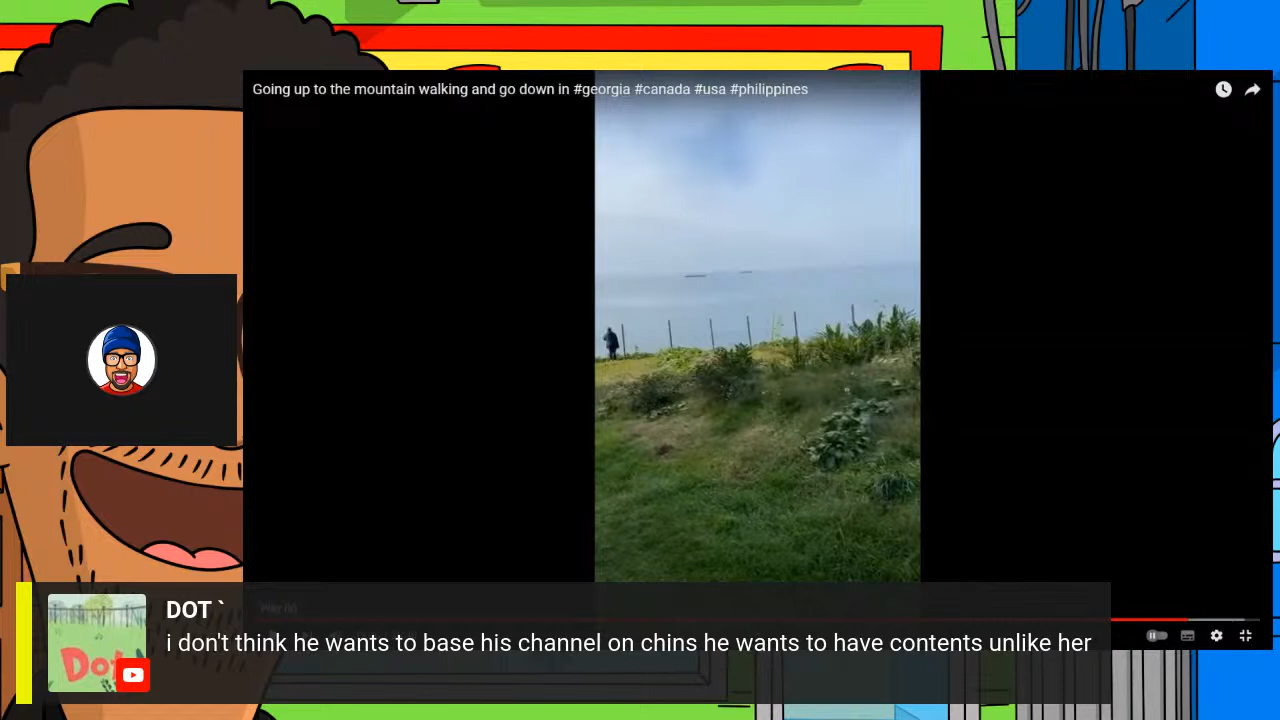 Going up to the mountain walking and go down in #georgia #canada #usa #philippines
DOT `
i don't think he wants to base his channel on chins he wants to have contents unlike her
Dot